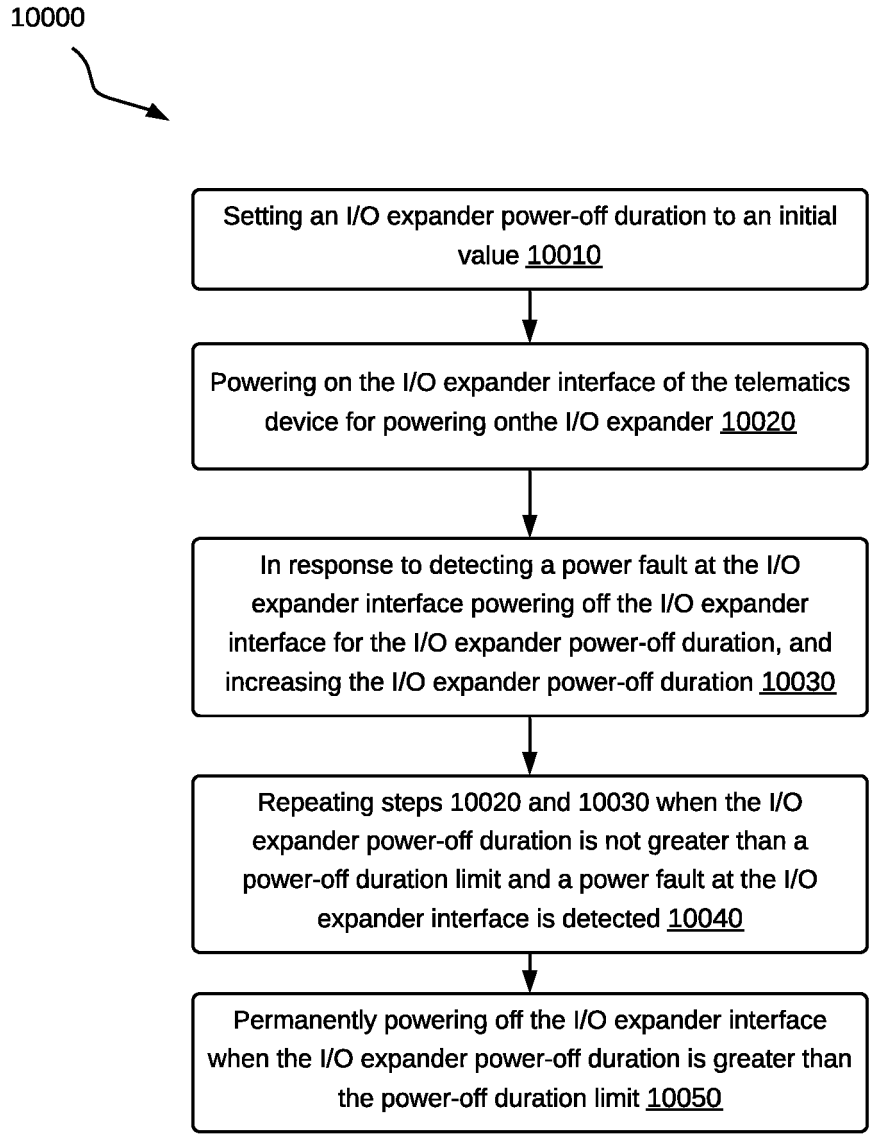 10000
Setting an I/O expander power-off duration to an initial
value 10010
Powering on the I/O expander interface of the telematics
device for powering onthe I/O expander 10020
In response to detecting a power fault at the I/O
expander interface powering off the I/O expander
interface for the I/O expander power-off duration, and
increasing the I/O expander power-off duration 10030
Repeating steps 10020 and 10030 when the I/O
expander power-off duration is not greater than a
power-off duration limit and a power fault at the I/O
expander interface is detected 10040
Permanently powering off the I/O expander interface
when the I/O expander power-off duration is greater than
the power-off duration limit 10050